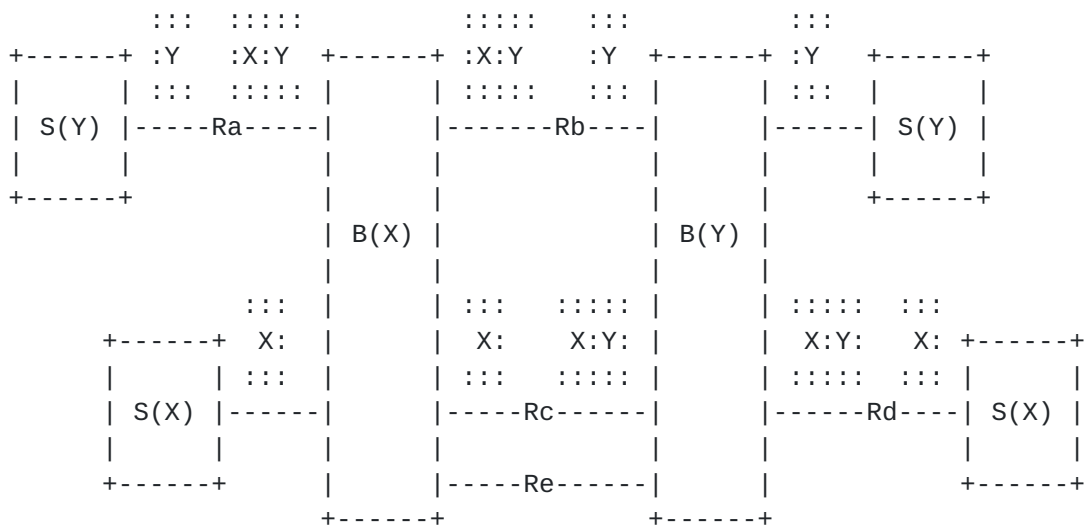 :::   :::::             :::::   :::             :::
+------+ :Y    :X:Y   +------+ :X:Y     :Y  +------+ :Y    +------+
|      | :::   :::::  |      | :::::    ::: |      | :::   |      |
| S(Y) |-----Ra-----|      |-------Rb----|      |------| S(Y) |
|      |            |      |             |      |      |      |
+------+            |      |             |      |      +------+
| B(X) |             | B(Y) |
|      |             |      |
:::  |      | :::   ::::: |      | :::::  :::
+------+  X:  |      |  X:    X:Y: |      |  X:Y:   X: +------+
|      | :::  |      | :::   ::::: |      | :::::  ::: |      |
| S(X) |------|      |-----Rc------|      |------Rd----| S(X) |
|      |      |      |             |      |            |      |
+------+      |      |-----Re------|      |            +------+
+------+             +------+